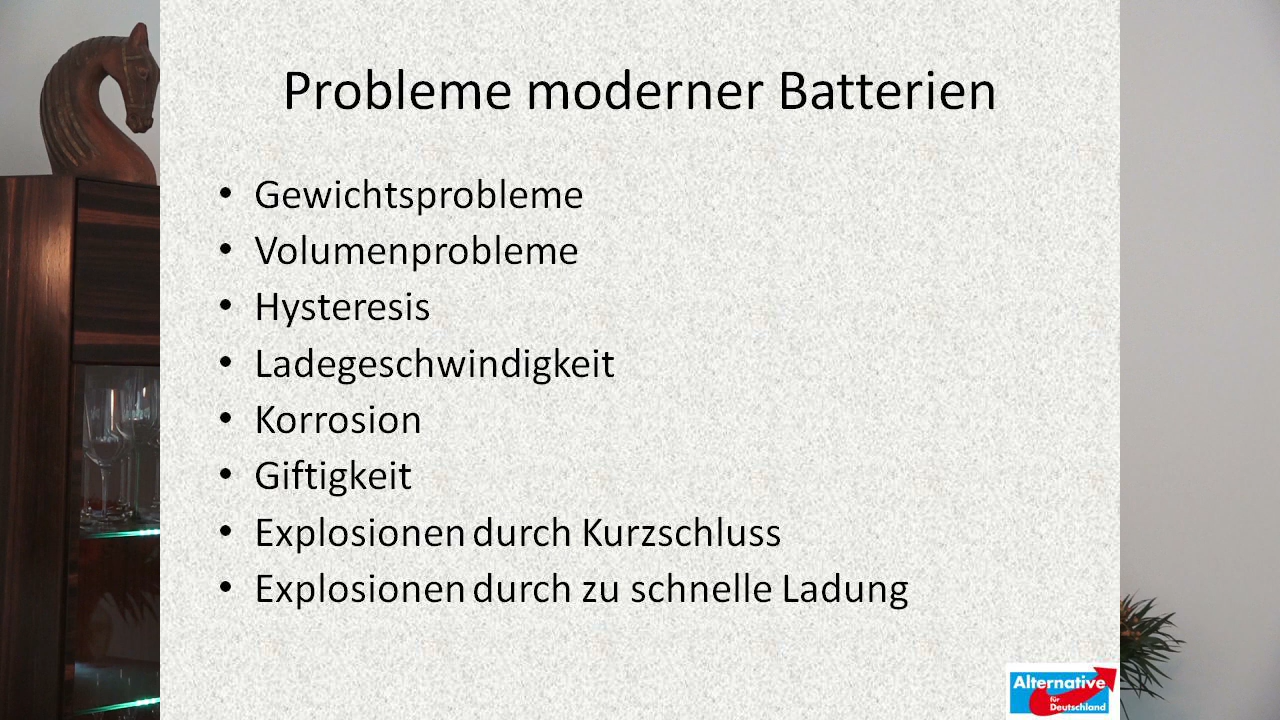 Probleme moderner Batterien
• Gewichtsprobleme
• Volumenprobleme
• Hysteresis
• Ladegeschwindigkeit
• Korrosion
• Giftigkeit
• Explosionen durch Kurzschluss
• Explosionen durch zu schnelle Ladung
Alternative
für
Deutschland